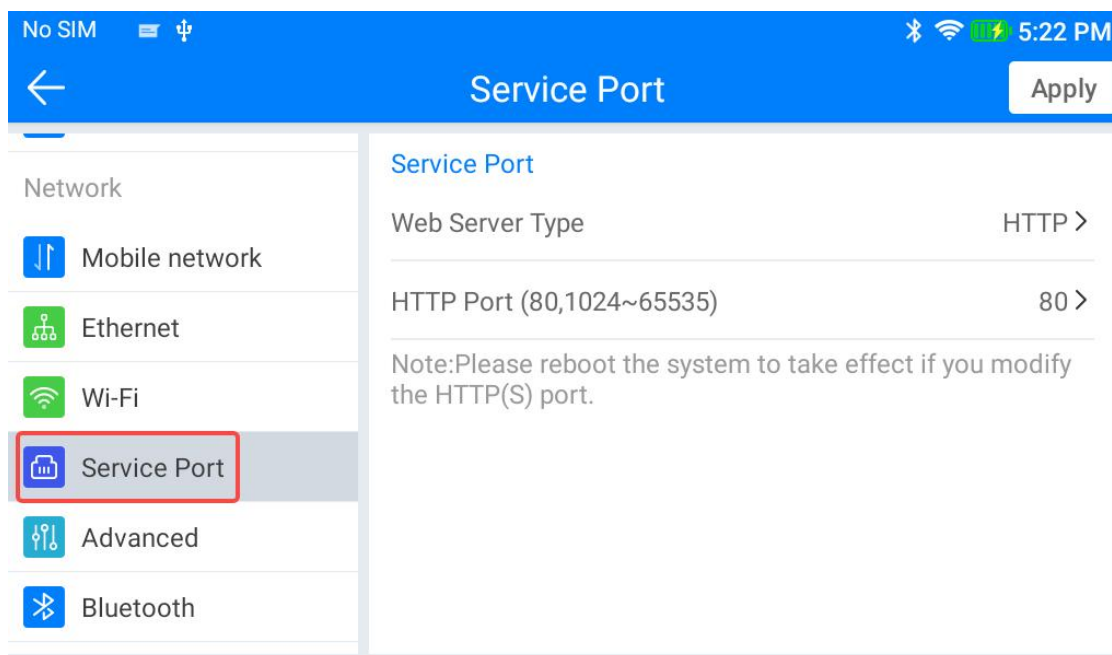 No SIM
5:22 PM
Service Port
Apply
Network
Mobile network
Ethernet
Wi-Fi
Service Port
Advanced
Bluetooth
Service Port
Web Server Type
HTTP
HTTP Port (80,1024~65535)
80
Note:Please reboot the system to take effect if you modify
the HTTP(S) port.